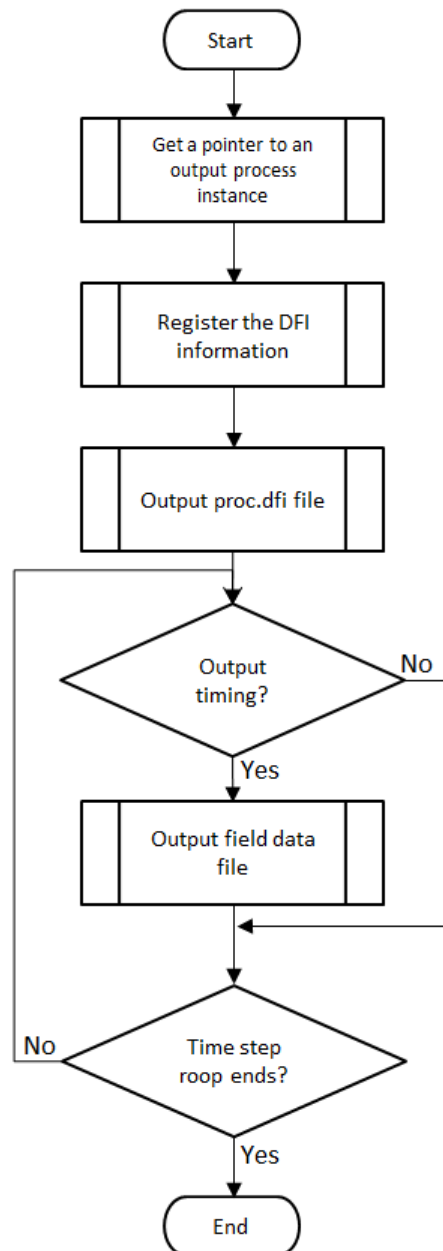 Start
Get a pointer to an
output process
instance
Register the DFI
information
Output proc.dfi file
Output
timing?
No
Yes
Output field data
file
No
Time step
roop ends?
Yes
End